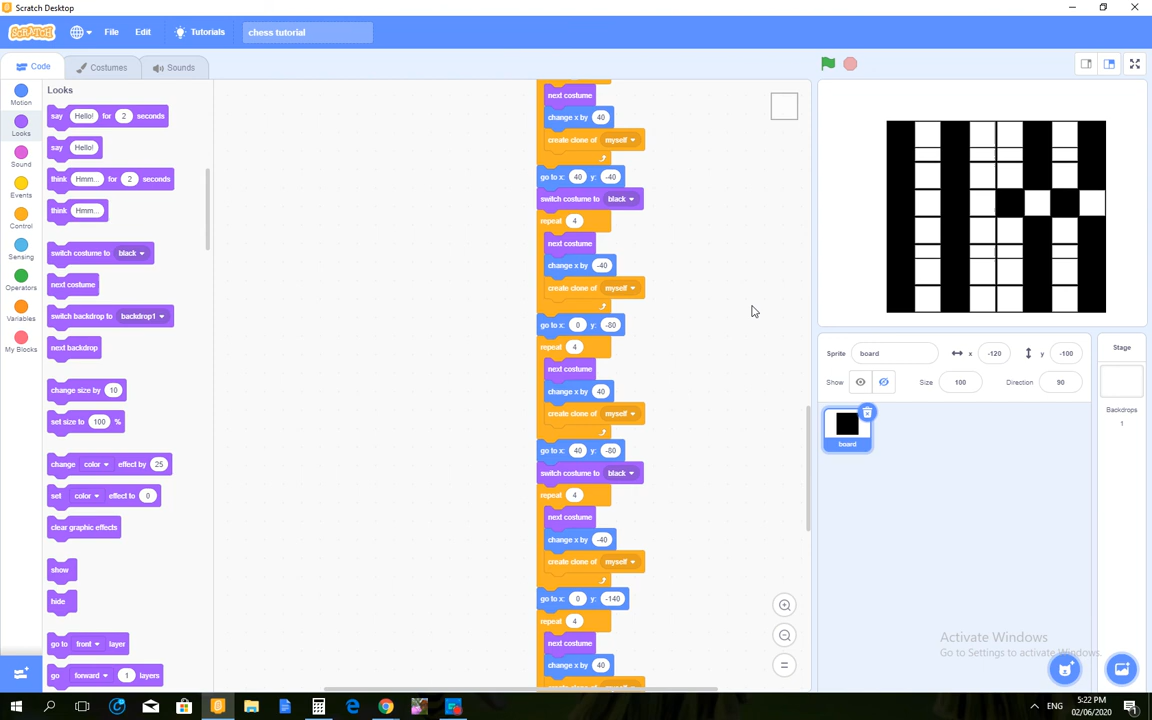 Scratch Desktop
SCRATCH File Edit Tutorials chess tutorial
Code Costumes Sounds
Motion
Looks
Sound
Events
Control
Sensing
Operators
Variables
My Blocks
Looks
say Hello! for 2 seconds
say Hello!
think Hmm... for 2 seconds
think Hmm...
switch costume to black
next costume
switch backdrop to backdrop1
next backdrop
change size by 10
set size to 100 %
change color effect by 25
set color effect to 0
clear graphic effects
show
hide
go to front layer
go forward 1 layers
next costume
change x by 40
create clone of myself
go to x: 40 y: -40
switch costume to black
repeat 4
next costume
change x by -40
create clone of myself
go to x: 0 y: -80
repeat 4
next costume
change x by 40
create clone of myself
go to x: 40 y: -80
switch costume to black
repeat 4
next costume
change x by -40
create clone of myself
go to x: 0 y: -140
repeat 4
next costume
change x by 40
Sprite board x -120 y -100
Show Size 100 Direction 90
board
Stage
Backdrops
1
Activate Windows
Go to Settings to activate Windows.
ENG 5:22 PM
02/06/2020